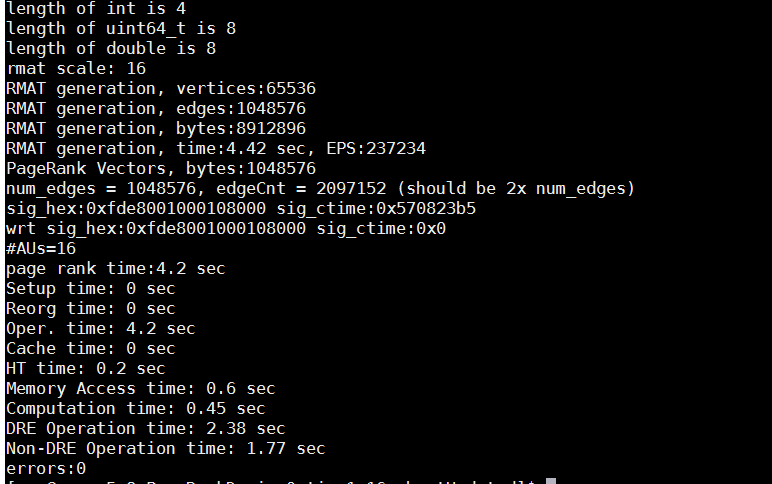 length of int is 4
length of uint64_t is 8
length of double is 8
rmat scale: 16
RMAT generation, vertices:65536
RMAT generation, edges:1048576
RMAT generation, bytes:8912896
RMAT generation, time:4.42 sec, EPS:237234
PageRank Vectors, bytes:1048576
num_edges = 1048576, edgeCnt = 2097152 (should be 2x num_edges)
sig_hex:0xfde8001000108000 sig_ctime:0x570823b5
wrt sig_hex:0xfde8001000108000 sig_ctime:0x0
#AUs=16
page rank time:4.2 sec
Setup time: 0 sec
Reorg time: 0 sec
Oper. time: 4.2 sec
Cache time: 0 sec
HT time: 0.2 sec
Memory Access time: 0.6 sec
Computation time: 0.45 sec
DRE Operation time: 2.38 sec
Non-DRE Operation time: 1.77 sec
errors:0